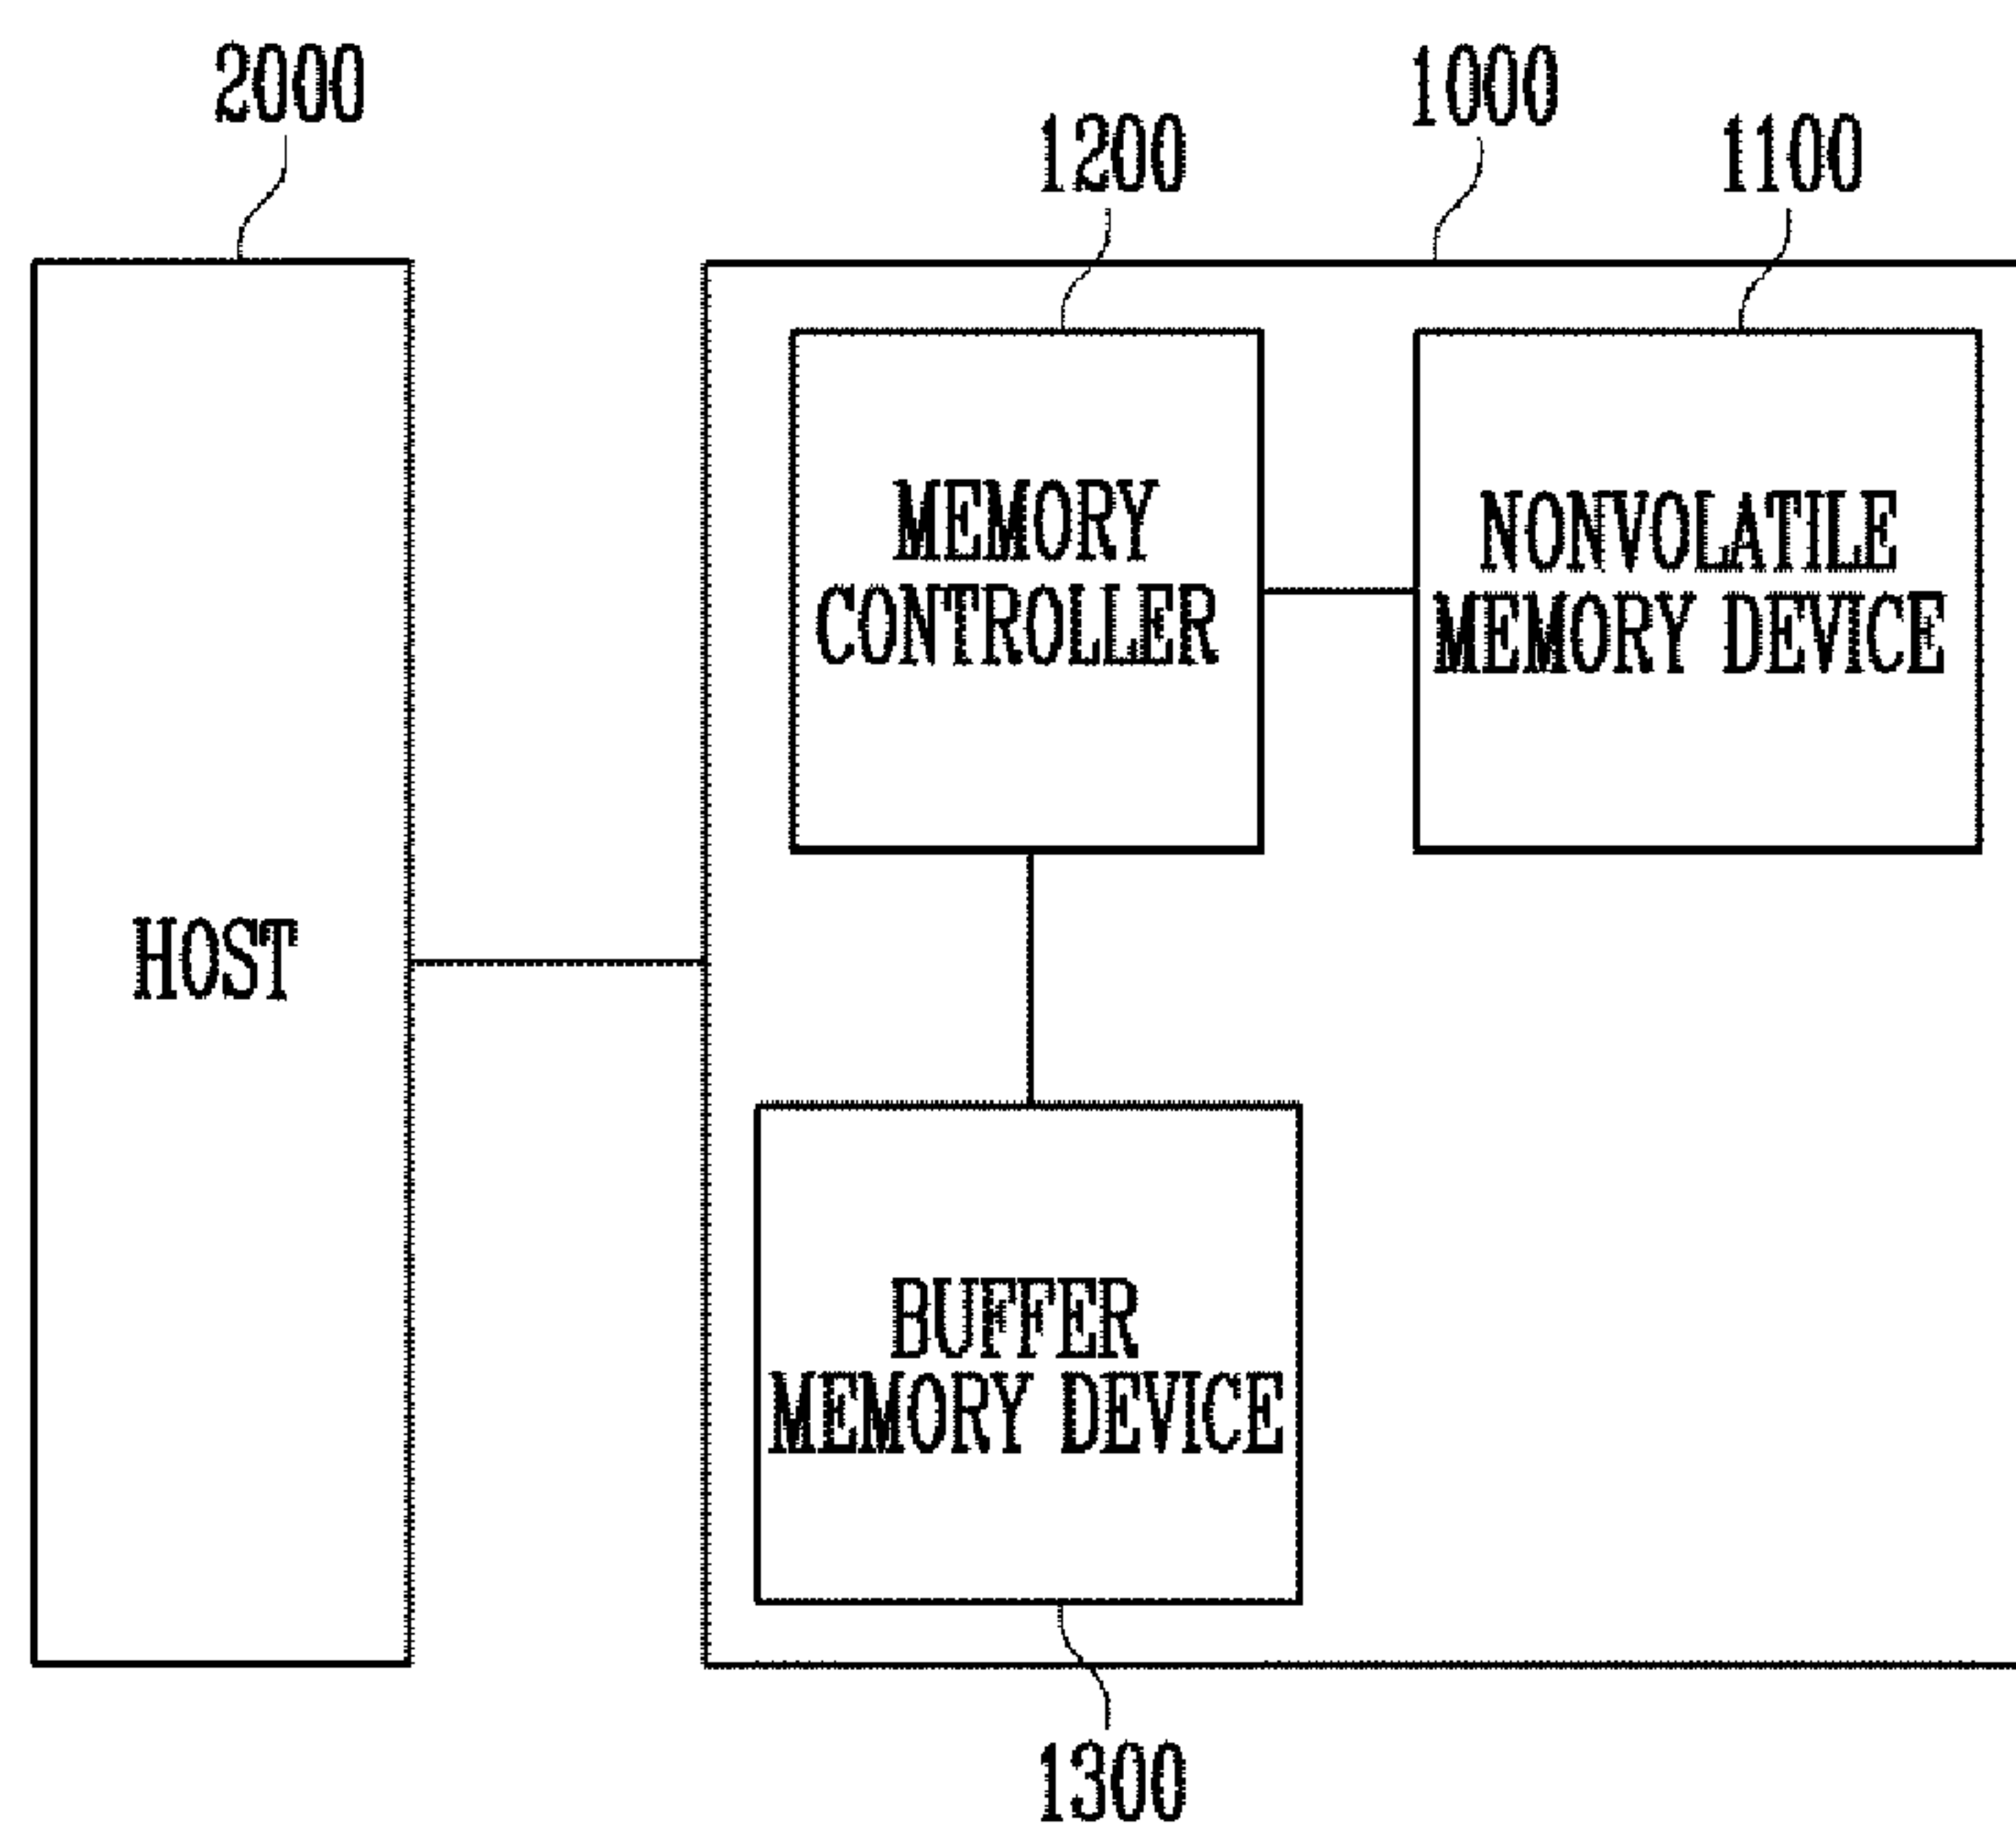 2000
1000
1200
1100
MEMORY
CONTROLLER
NONVOLATILE
MEMORY DEVICE
HOST
BUFFER
MEMORY DEVICE
1300